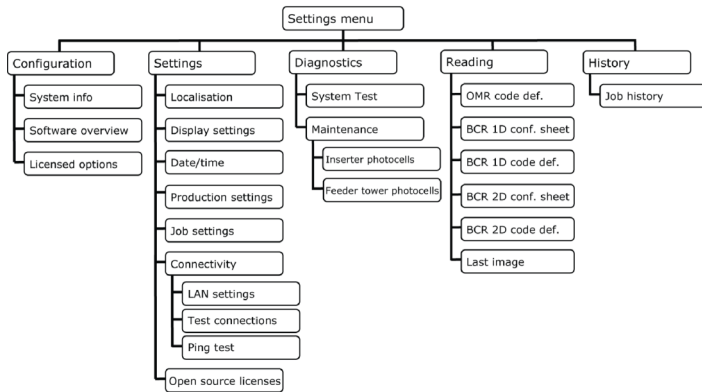 Settings menu
Configuration
System info
Software overview
Licensed options
Settings
Localisation
Display settings
Date/time
Production settings
Job settings
Connectivity
LAN settings
Test connections
Ping test
Open source licenses
Diagnostics
System Test
Maintenance
Inserter photocells
Feeder tower photocells
Reading
OMR code def.
BCR 1D conf. sheet
BCR 1D code def.
BCR 2D conf. sheet
BCR 2D code def.
Last image
History
Job history